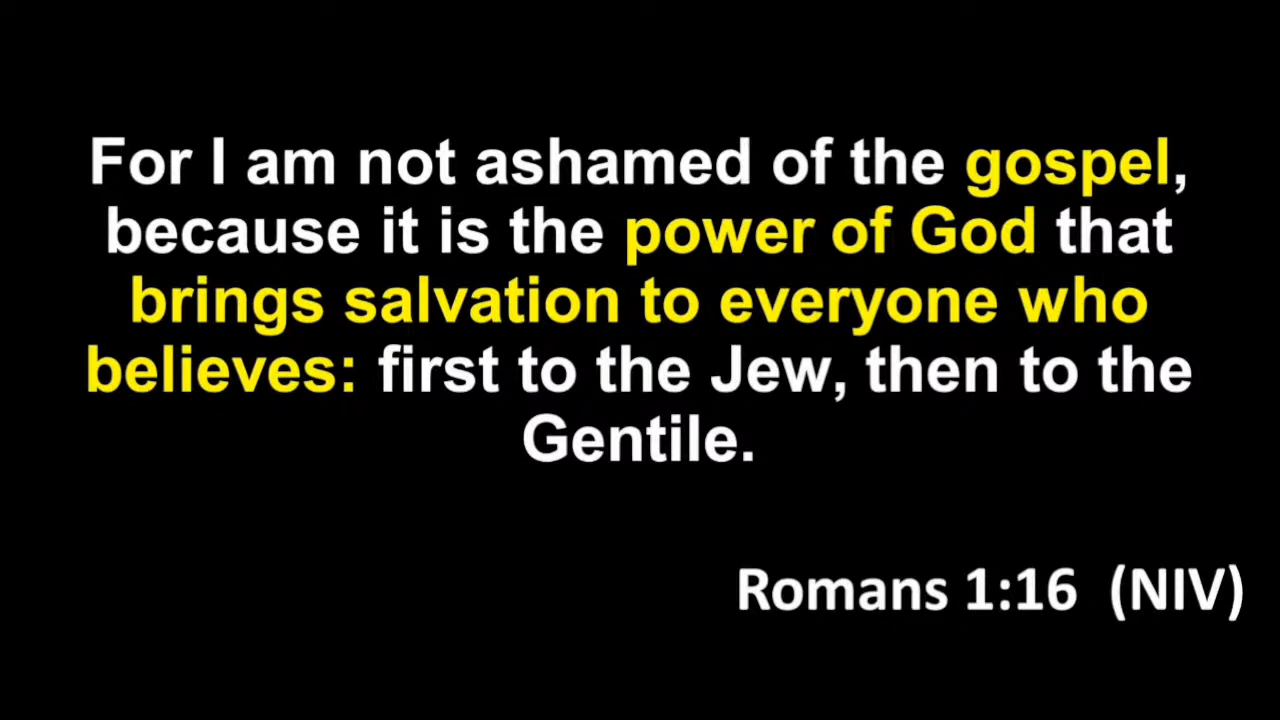 For I am not ashamed of the gospel,
because it is the power of God that
brings salvation to everyone who
believes: first to the Jew, then to the
Gentile.
Romans 1:16 (NIV)